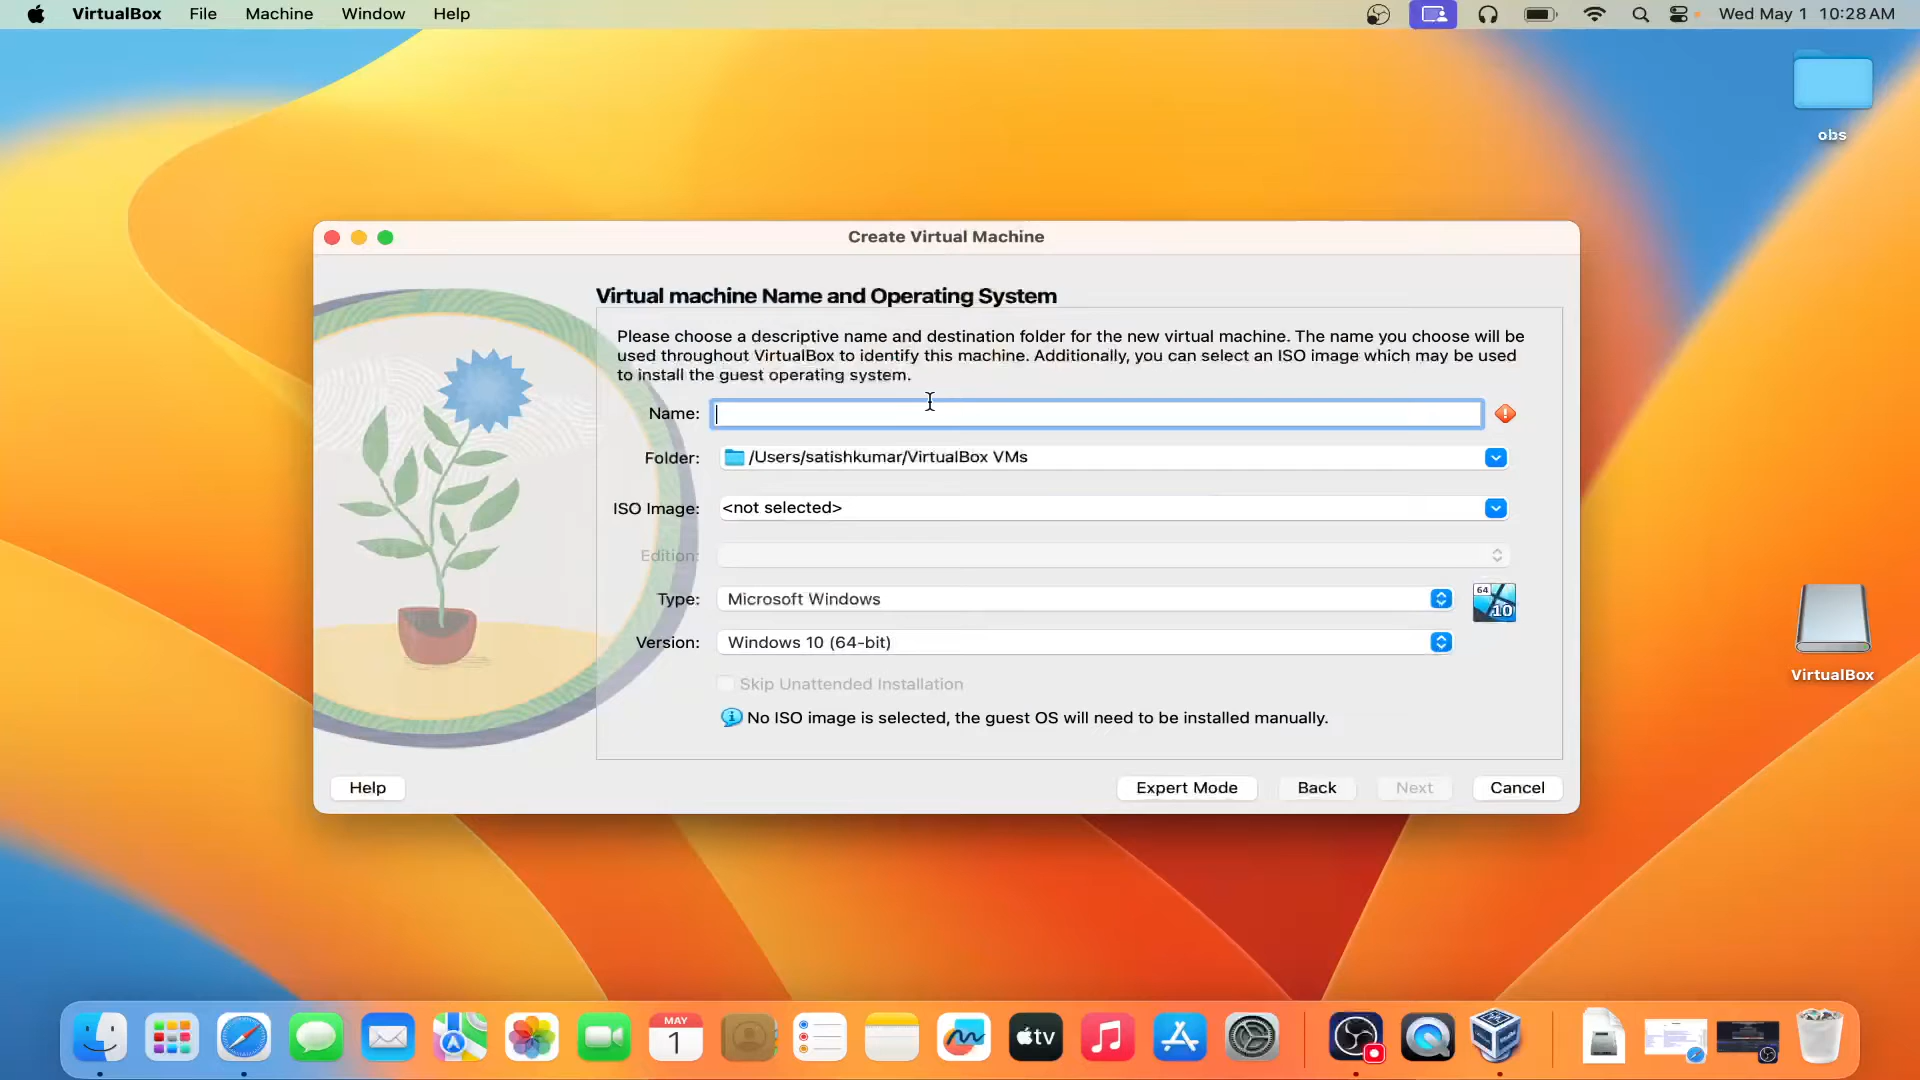 VirtualBox File Machine Window Help
Wed May 1 10:28 AM
obs
Create Virtual Machine
Virtual machine Name and Operating System
Please choose a descriptive name and destination folder for the new virtual machine. The name you choose will be
used throughout VirtualBox to identify this machine. Additionally, you can select an ISO image which may be used
to install the guest operating system.
Name:
Folder: /Users/satishkumar/VirtualBox VMs
ISO Image: <not selected>
Edition:
Type: Microsoft Windows
64
10
Version: Windows 10 (64-bit)
Skip Unattended Installation
No ISO image is selected, the guest OS will need to be installed manually.
Help Expert Mode Back Next Cancel
VirtualBox
MAY
1
tv